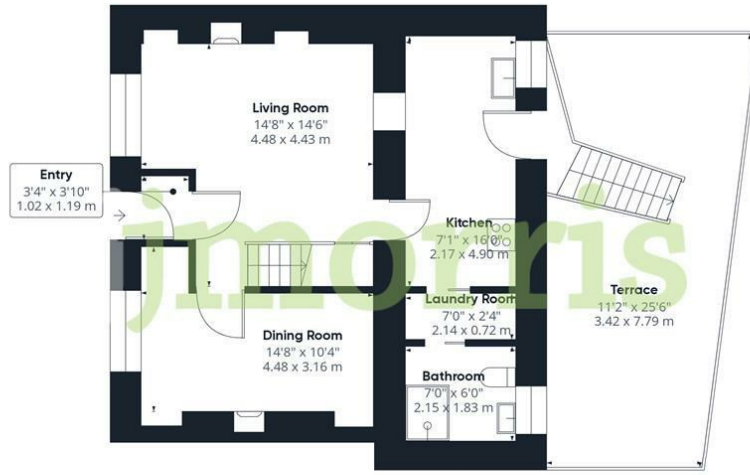 Living Room
14'8" x 14'6"
4.48 x 4.43 m
Entry
3'4" x 3'10"
1.02 x 1.19 m
Kitchen
7'1" x 16'0"
2.17 x 4.90 m
jjmorris
Laundry Room
7'0" x 2'4"
2.14 x 0.72 m
Terrace
11'2" x 25'6"
3.42 x 7.79 m
Dining Room
14'8" x 10'4"
4.48 x 3.16 m
Bathroom
7'0" x 6'0"
2.15 x 1.83 m